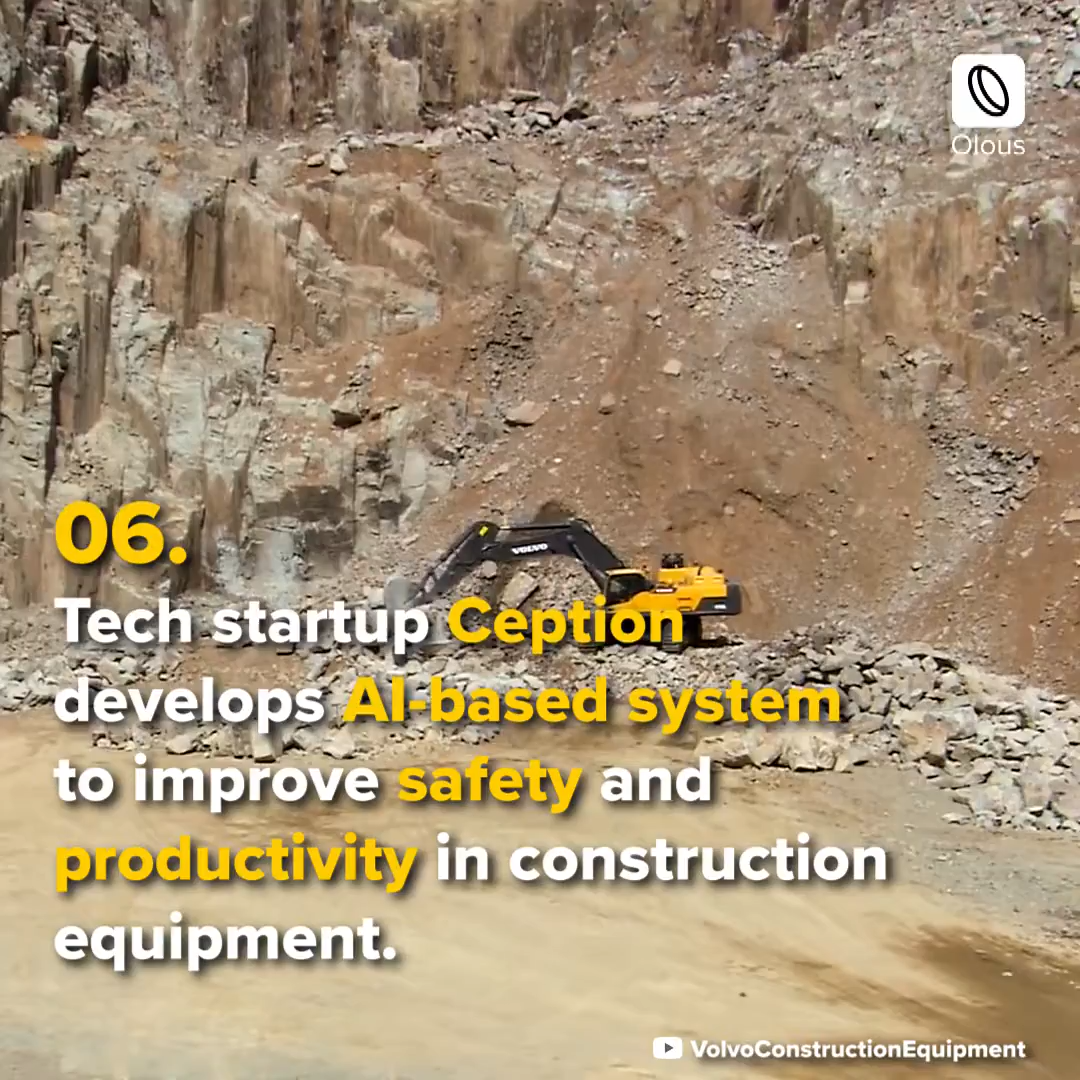 Olous
VOLVO
06.
Tech startup Ception
develops AI-based system
to improve safety and
productivity in construction
equipment.
VolvoConstructionEquipment